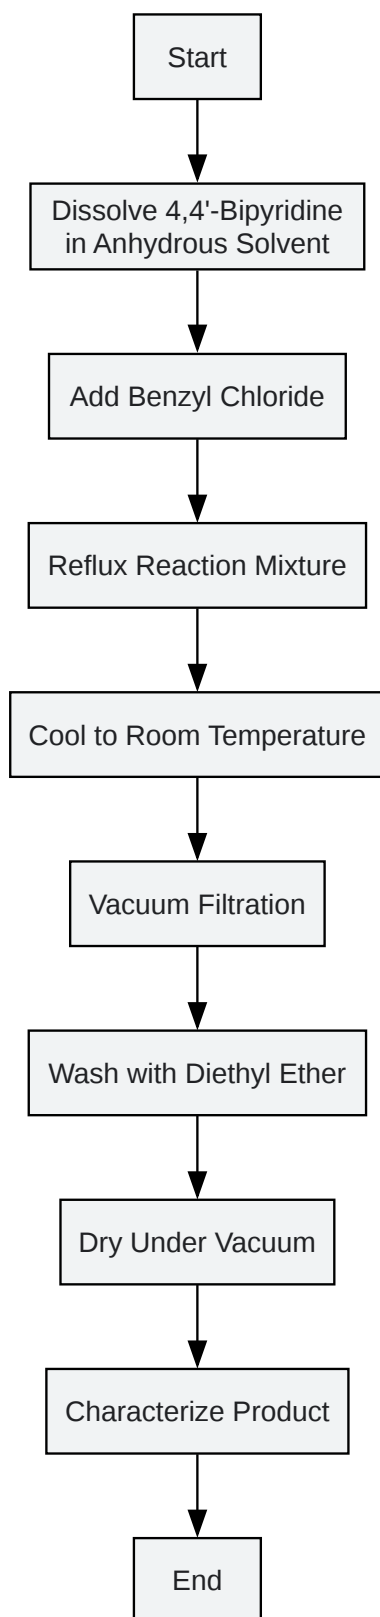 Start
Dissolve 4,4'-Bipyridine
in Anhydrous Solvent
Add Benzyl Chloride
Reflux Reaction Mixture
Cool to Room Temperature
Vacuum Filtration
Wash with Diethyl Ether
Dry Under Vacuum
Characterize Product
End